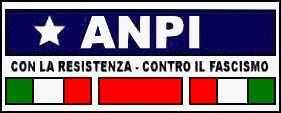 ANPI
CON LA RESISTENZA - CONTRO IL FASCISMO